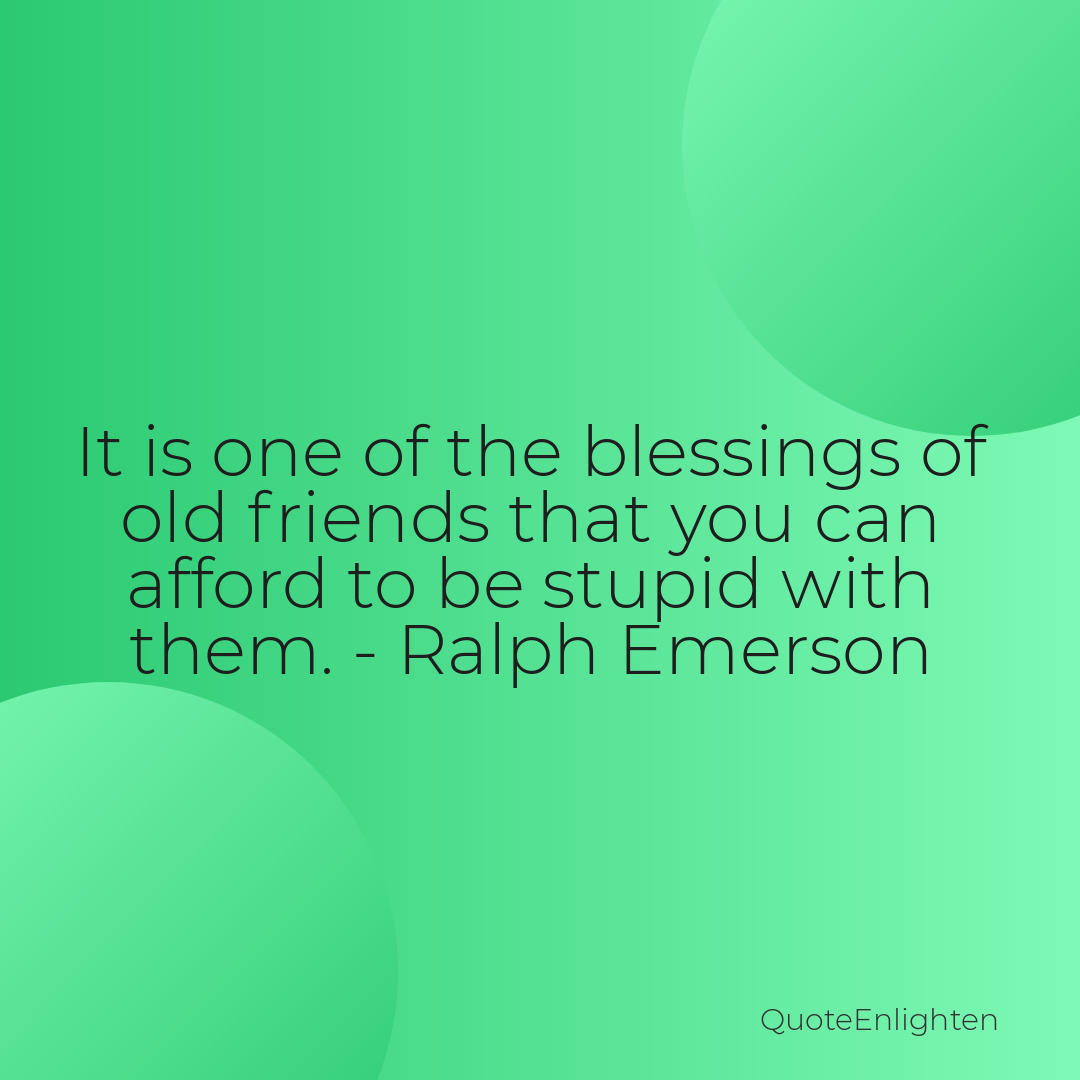 It is one of the blessings of
old friends that you can
afford to be stupid with
them. - Ralph Emerson
QuoteEnlighten